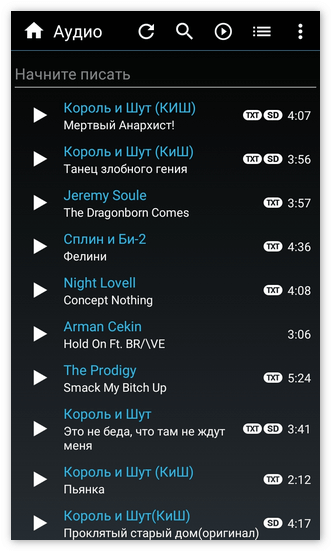 Аудио
Начните писать
Король и Шут (КИШ)
Мертвый Анархист!
TXT SD 4:07
Король и Шут (КиШ)
Танец злобного гения
TXT SD 3:56
Jeremy Soule
The Dragonborn Comes
TXT 3:57
Сплин и Би-2
Фелини
TXT 4:36
Night Lovell
Concept Nothing
TXT 4:08
Arman Cekin
Hold On Ft. BR/\VE
3:06
The Prodigy
Smack My Bitch Up
TXT 5:24
Король и Шут
Это не беда, что там не ждут
меня
TXT SD 3:41
Король и Шут (КиШ)
Пьянка
TXT 2:12
Король и Шут(КиШ)
Проклятый старый дом(оригинал)
SD 4:17